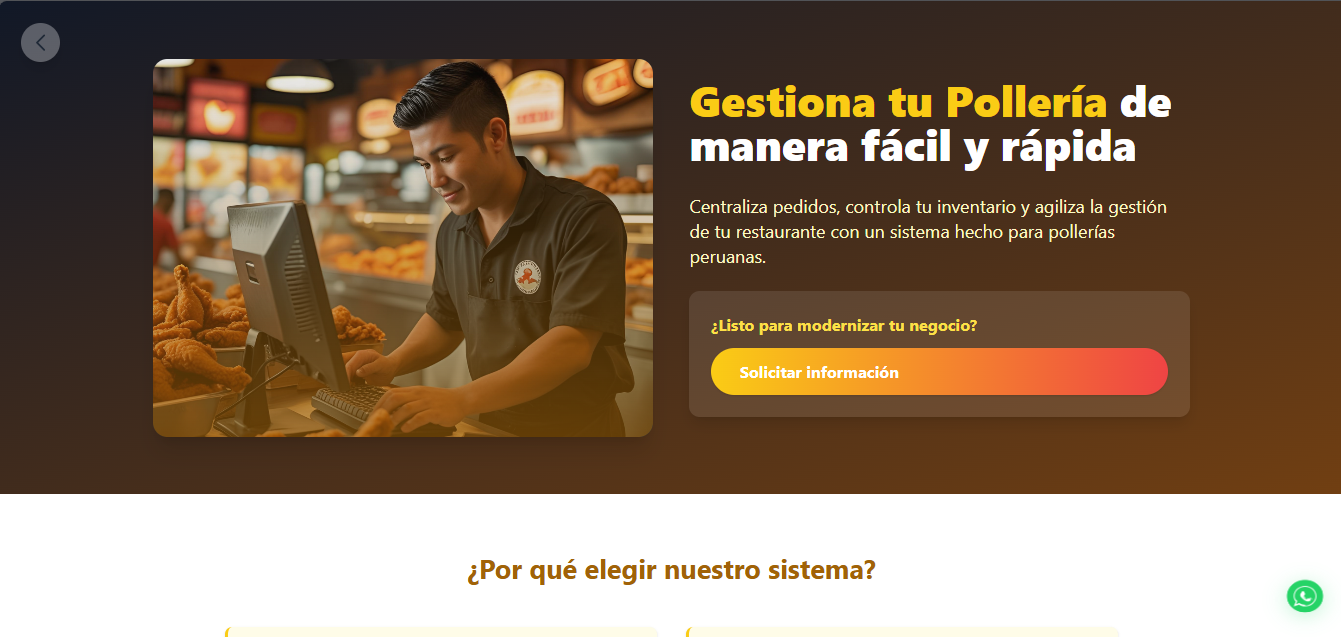 Gestiona tu Pollería de
manera fácil y rápida
Centraliza pedidos, controla tu inventario y agiliza la gestión
de tu restaurante con un sistema hecho para pollerías
peruanas.
¿Listo para modernizar tu negocio?
Solicitar información
¿Por qué elegir nuestro sistema?